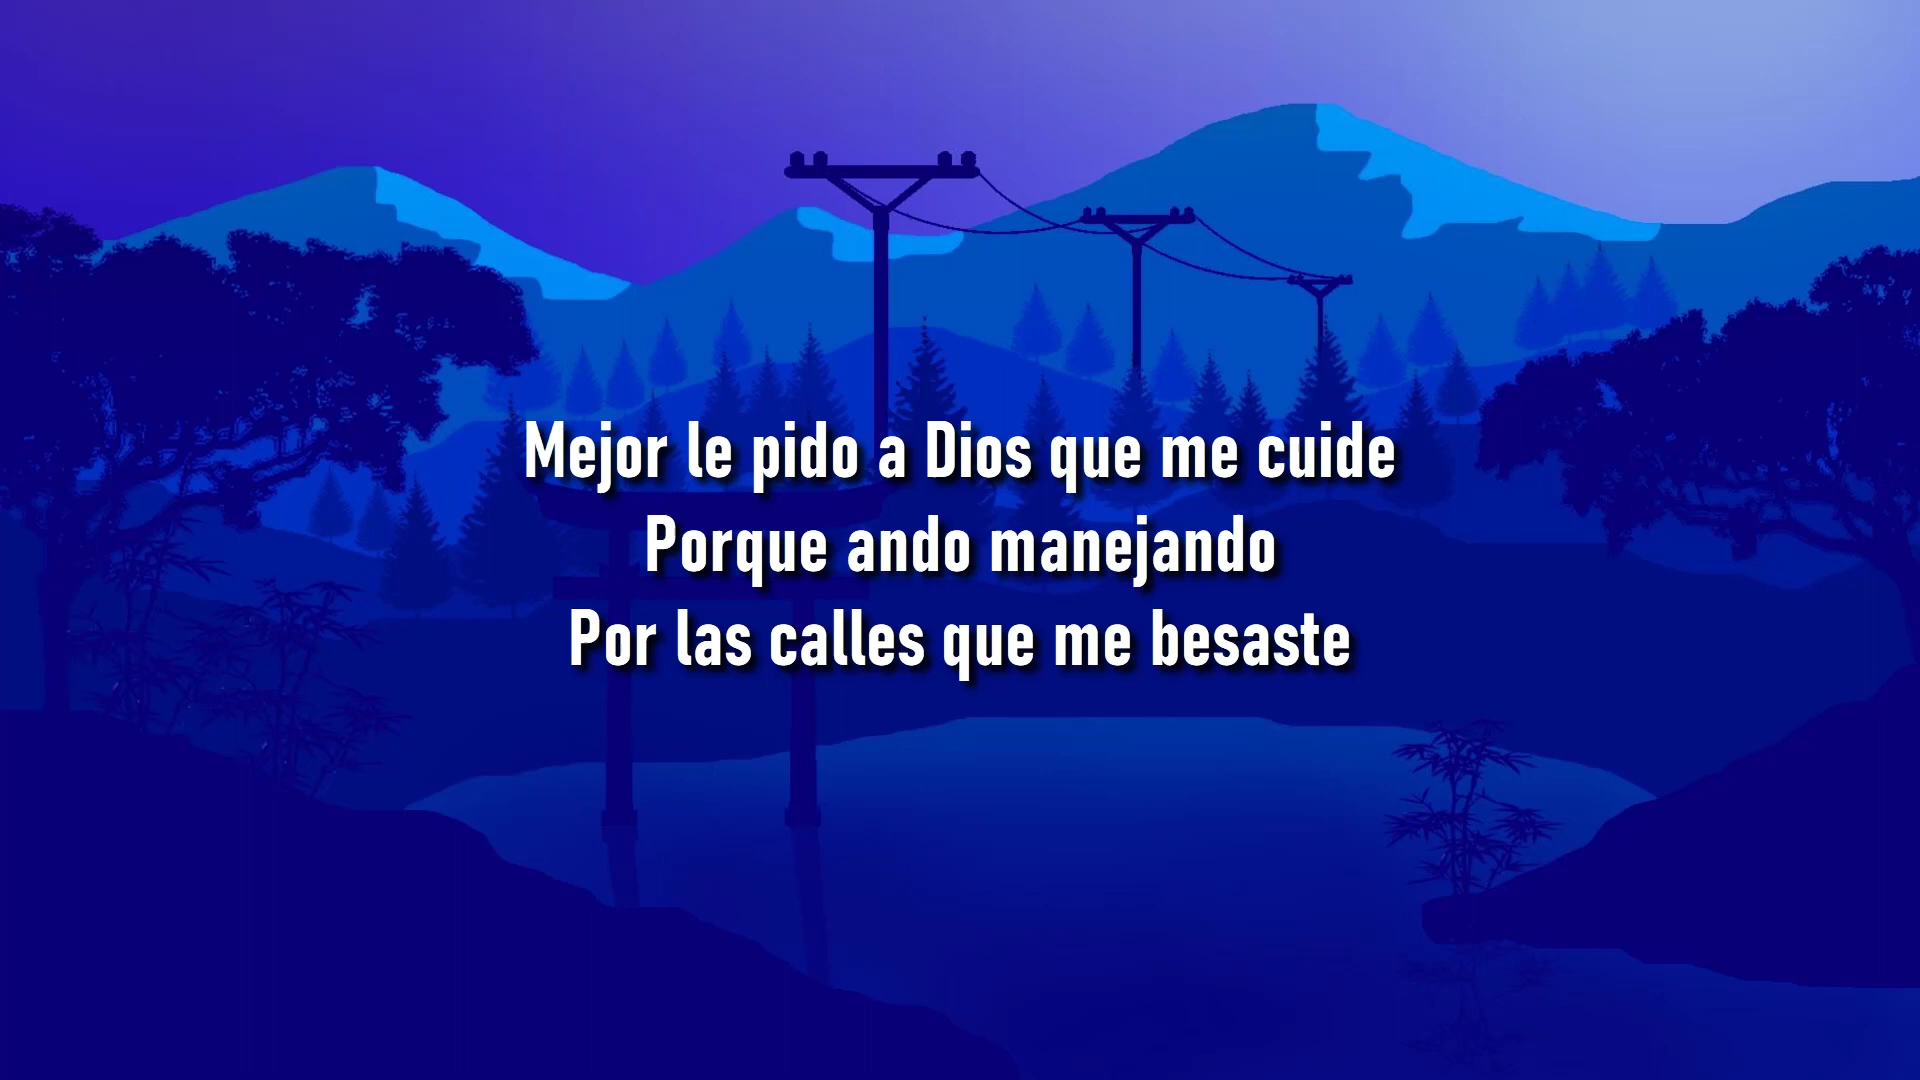 Mejor le pido a Dios que me cuide
Porque ando manejando
Por las calles que me besaste